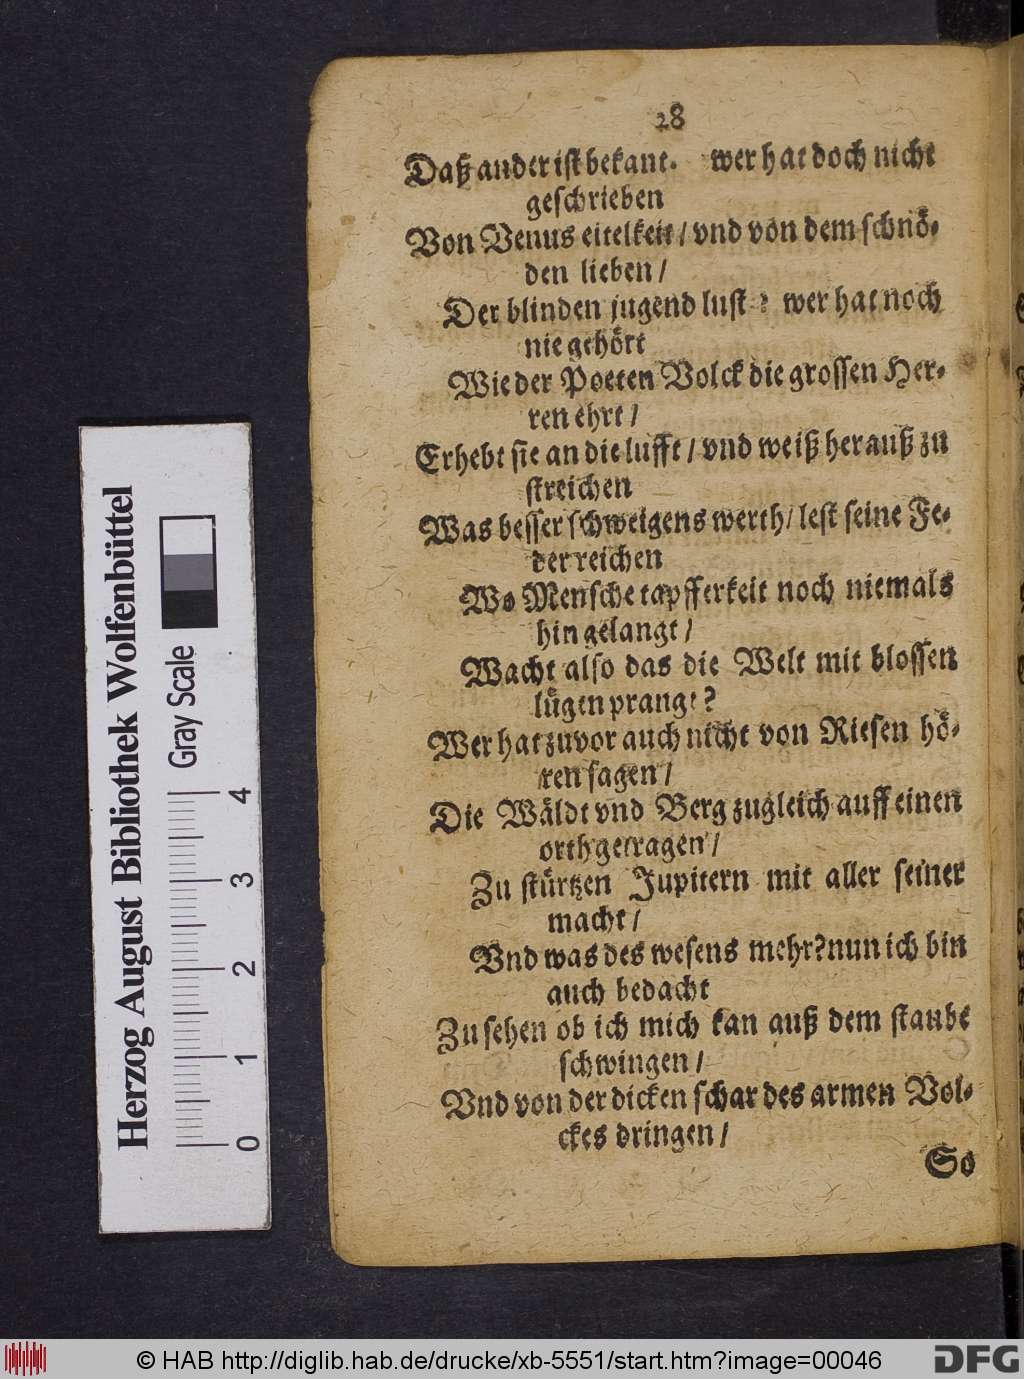 28
Daß ander ist bekant. wer hat doch nicht
geschrieben
Von Venus eitelkeit / vnd von dem schnö-
den lieben /
Der blinden jugend lust ? wer hat noch
nie gehört
Wie der Poeten Volck die grossen Her-
ren ehrt /
Erhebt sie an die lufft / vnd weiß herauß zu
streichen
Was besser schweigens werth / lest seine Fe-
der reichen
Wo Mensche tapfferkeit noch niemals
hin gelangt /
Macht also das die Welt mit blossen
lügen prangt ?
Wer hat zuvor auch nicht von Riesen hö-
ren sagen /
Die Wäldt vnd Berg zugleich auff einen
orth getragen /
Zu stürtzen Jupitern mit aller seiner
macht /
Vnd was des wesens mehr? nun ich bin
auch bedacht
Zu sehen ob ich mich kan auß dem staube
schwingen /
Vnd von der dicken schar des armen Vol-
ckes dringen /
So
Herzog August Bibliothek Wolfenbüttel
Gray Scale
0 1 2 3 4
© HAB http://diglib.hab.de/drucke/xb-5551/start.htm?image=00046
DFG